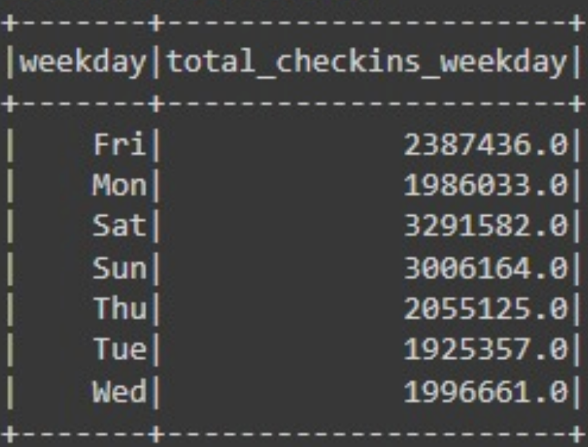 +-------+----------------------+
|weekday|total_checkins_weekday|
+-------+----------------------+
|    Fri|             2387436.0|
|    Mon|             1986033.0|
|    Sat|             3291582.0|
|    Sun|             3006164.0|
|    Thu|             2055125.0|
|    Tue|             1925357.0|
|    Wed|             1996661.0|
+-------+----------------------+